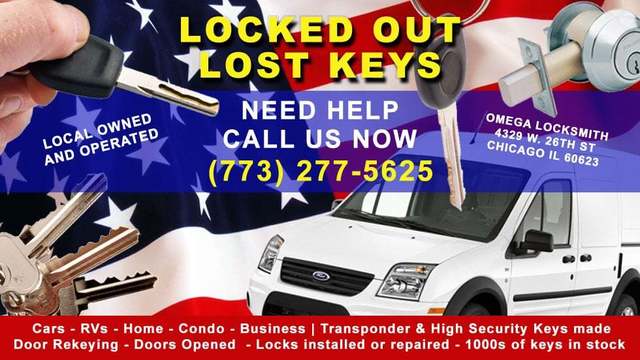 LOCKED OUT
LOST KEYS
NEED HELP
CALL US NOW
(773) 277-5625
LOCAL OWNED
AND OPERATED
OMEGA LOCKSMITH
4329 W. 26TH ST
CHICAGO IL 60623
Ford
Cars - RVs - Home - Condo - Business | Transponder & High Security Keys made
Door Rekeying - Doors Opened - Locks installed or repaired - 1000s of keys in stock